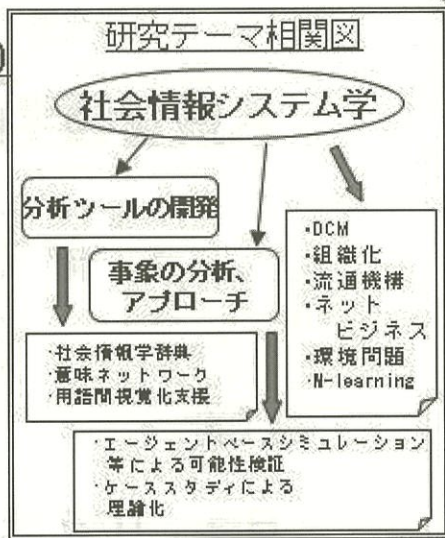 研究テーマ相関図
社会情報システム学
分析ツールの開発
事象の分析、
アプローチ
・DCM
・組織化
・流通機構
・ネット
ビジネス
・環境問題
・N-learning
・社会情報学辞典
・意味ネットワーク
・用語間視覚化支援
・エージェントベースシミュレーション
等による可能性検証
・ケーススタディによる
理論化